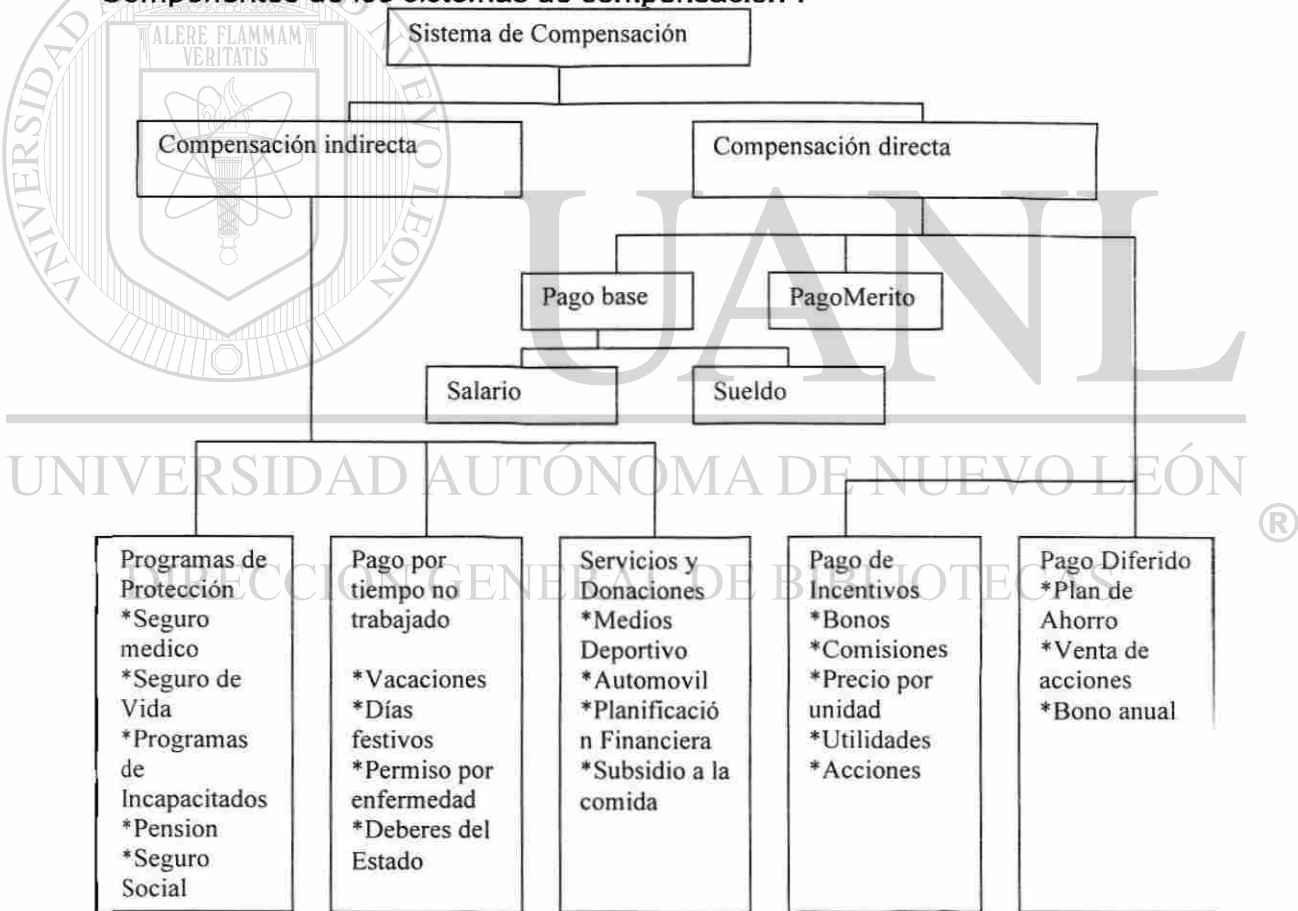 Componentes de los sistemas de compensación .
Sistema de Compensación
ALERE FLAMMAM
VERITATIS
Compensación indirecta
Compensación directa
UANL
Pago base
PagoMerito
Salario
Sueldo
UNIVERSIDAD AUTÓNOMA DE NUEVO LEÓN
®
DIRECCIÓN GENERAL DE BIBLIOTECAS
Programas de
Protección
*Seguro
medico
*Seguro de
Vida
*Programas
de
Incapacitados
*Pension
*Seguro
Social
Pago por
tiempo no
trabajado
*Vacaciones
*Días
festivos
*Permiso por
enfermedad
*Deberes del
Estado
Servicios y
Donaciones
*Medios
Deportivo
*Automovil
*Planificació
n Financiera
*Subsidio a la
comida
Pago de
Incentivos
*Bonos
*Comisiones
*Precio por
unidad
*Utilidades
*Acciones
Pago Diferido
*Plan de
Ahorro
*Venta de
acciones
*Bono anual